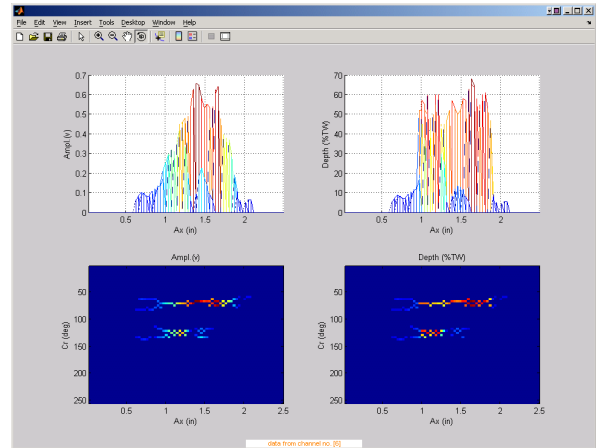 File Edit View Insert Tools Desktop Window Help
0.7
0.6
0.5
0.4
0.3
0.2
0.1
0
Ampl.(v)
0.5 1 1.5 2
Ax (in)
70
60
50
40
30
20
10
0
Depth (%TW)
0.5 1 1.5 2
Ax (in)
Ampl.(v)
50
100
150
200
250
Cr (deg)
0.5 1 1.5 2 2.5
Ax (in)
Depth (%TW)
50
100
150
200
250
Cr (deg)
0.5 1 1.5 2 2.5
Ax (in)
data from channel no. [6]